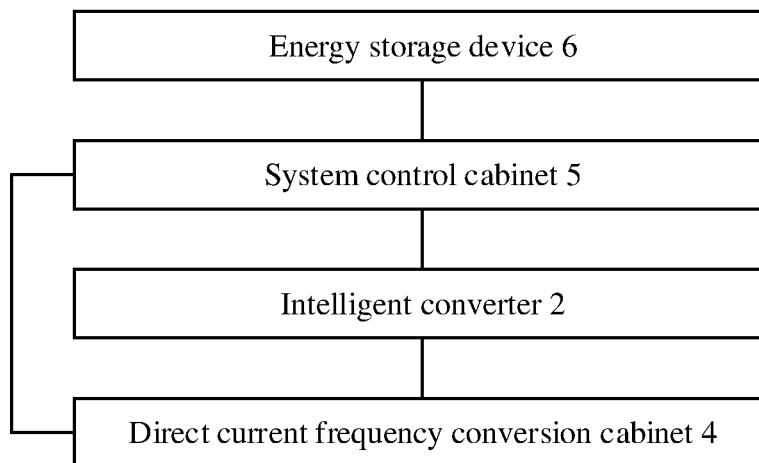 Energy storage device 6
System control cabinet 5
Intelligent converter 2
Direct current frequency conversion cabinet 4